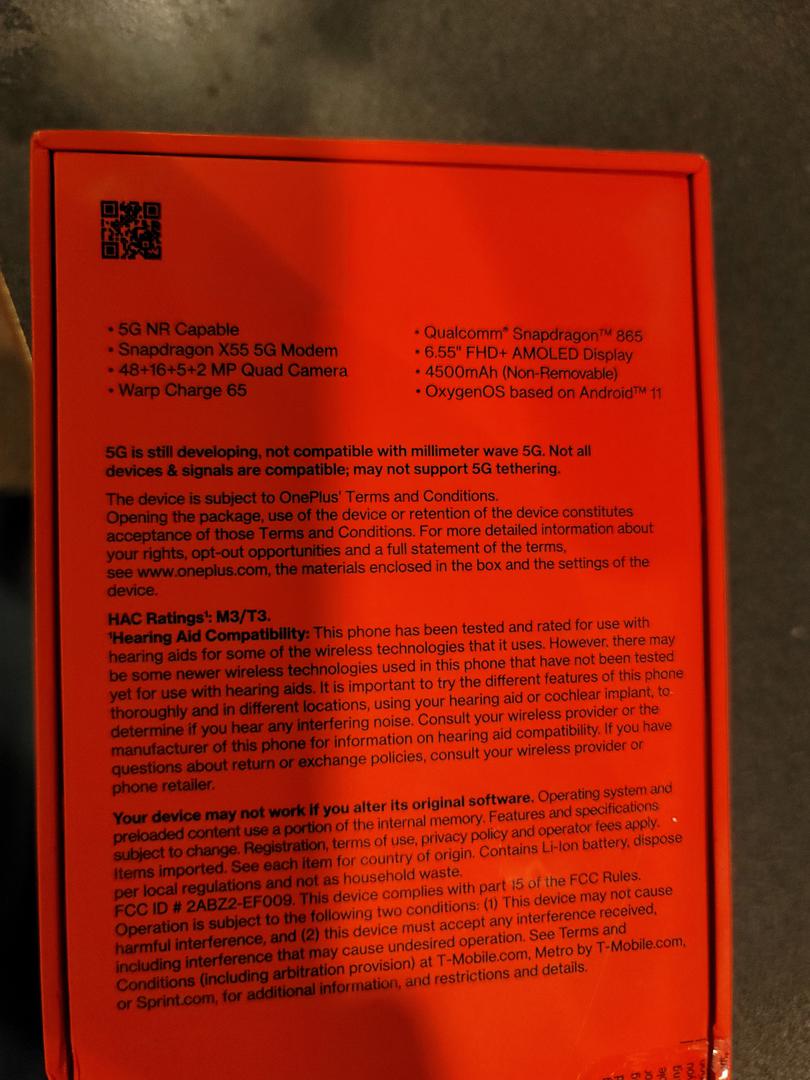 • 5G NR Capable
• Snapdragon X55 5G Modem
• 48+16+5+2 MP Quad Camera
• Warp Charge 65
• Qualcomm® Snapdragon™ 865
• 6.55" FHD+ AMOLED Display
• 4500mAh (Non-Removable)
• OxygenOS based on Android™ 11
5G is still developing, not compatible with millimeter wave 5G. Not all
devices & signals are compatible; may not support 5G tethering.
The device is subject to OnePlus' Terms and Conditions.
Opening the package, use of the device or retention of the device constitutes
acceptance of those Terms and Conditions. For more detailed information about
your rights, opt-out opportunities and a full statement of the terms,
see www.oneplus.com, the materials enclosed in the box and the settings of the
device.
HAC Ratings¹: M3/T3.
¹Hearing Aid Compatibility: This phone has been tested and rated for use with
hearing aids for some of the wireless technologies that it uses. However, there may
be some newer wireless technologies used in this phone that have not been tested
yet for use with hearing aids. It is important to try the different features of this phone
thoroughly and in different locations, using your hearing aid or cochlear implant, to
determine if you hear any interfering noise. Consult your wireless provider or the
manufacturer of this phone for information on hearing aid compatibility. If you have
questions about return or exchange policies, consult your wireless provider or
phone retailer.
Your device may not work if you alter its original software. Operating system and
preloaded content use a portion of the internal memory. Features and specifications
subject to change. Registration, terms of use, privacy policy and operator fees apply.
Items imported. See each item for country of origin. Contains Li-Ion battery, dispose
per local regulations and not as household waste.
FCC ID # 2ABZ2-EF009. This device complies with part 15 of the FCC Rules.
Operation is subject to the following two conditions: (1) This device may not cause
harmful interference, and (2) this device must accept any interference received,
including interference that may cause undesired operation. See Terms and
Conditions (including arbitration provision) at T-Mobile.com, Metro by T-Mobile.com,
or Sprint.com, for additional information, and restrictions and details.